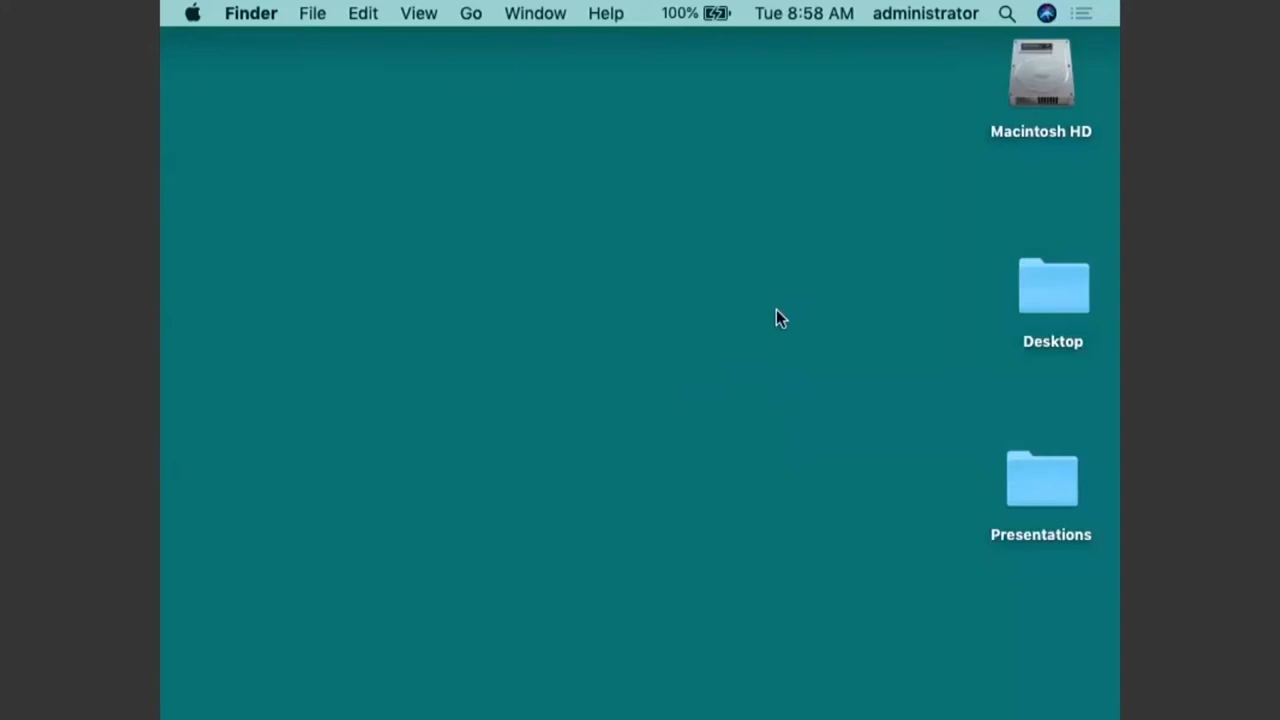 Finder File Edit View Go Window Help 100% Tue 8:58 AM administrator
Macintosh HD
Desktop
Presentations